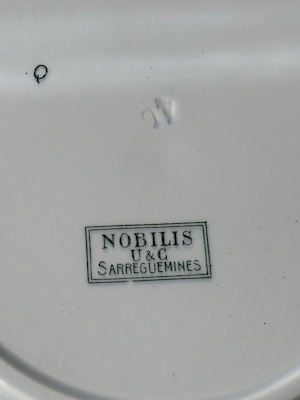 Q
NOBILIS
U & C
SARREGUEMINES